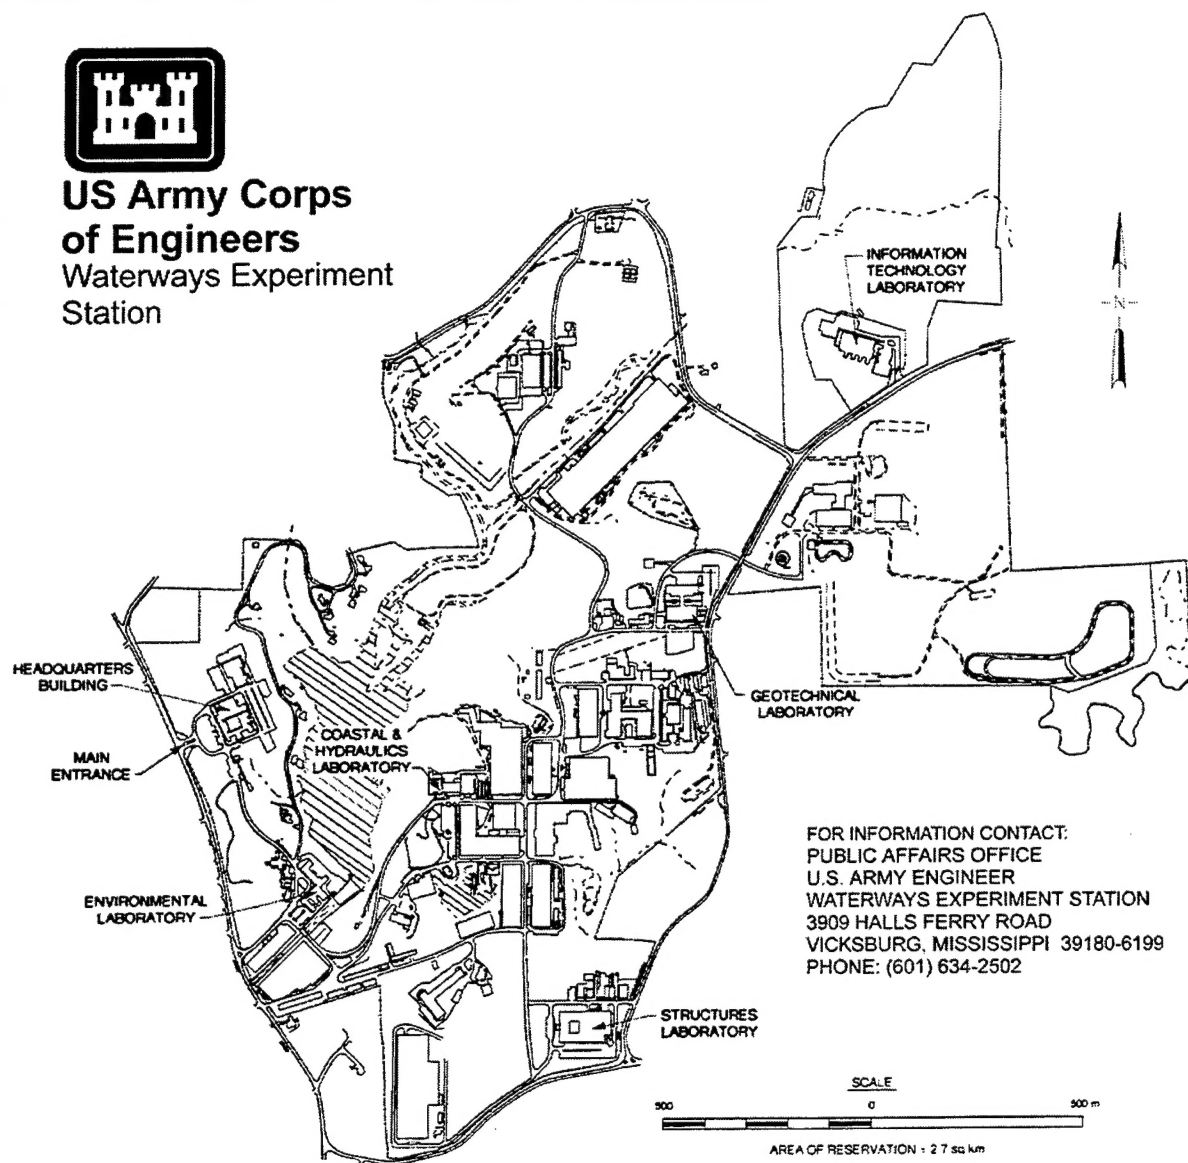 US Army Corps
of Engineers
Waterways Experiment
Station
INFORMATION
TECHNOLOGY
LABORATORY
N
HEADQUARTERS
BUILDING
MAIN
ENTRANCE
COASTAL &
HYDRAULICS
LABORATORY
GEOTECHNICAL
LABORATORY
ENVIRONMENTAL
LABORATORY
STRUCTURES
LABORATORY
FOR INFORMATION CONTACT:
PUBLIC AFFAIRS OFFICE
U.S. ARMY ENGINEER
WATERWAYS EXPERIMENT STATION
3909 HALLS FERRY ROAD
VICKSBURG, MISSISSIPPI 39180-6199
PHONE: (601) 634-2502
SCALE
500 0 500 m
AREA OF RESERVATION = 2.7 sq km